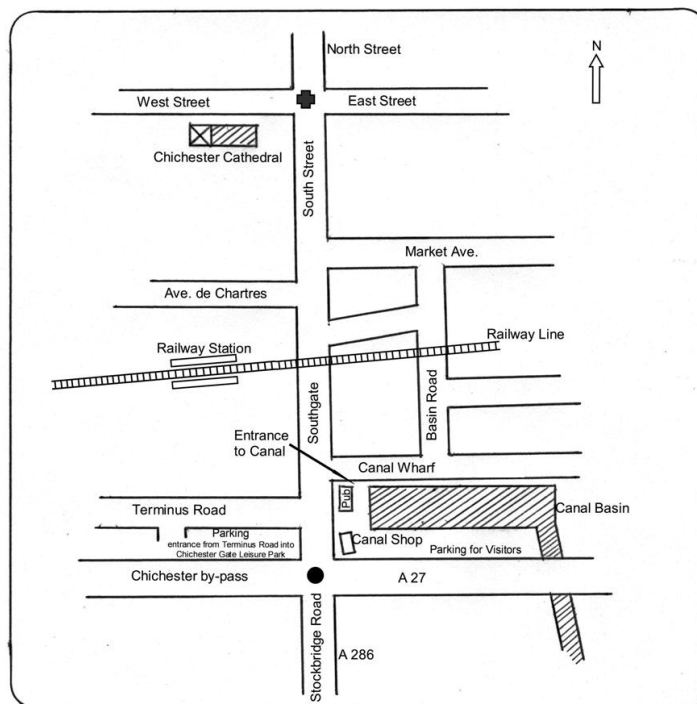 North Street
N
West Street
East Street
Chichester Cathedral
South Street
Market Ave.
Ave. de Chartres
Railway Line
Railway Station
Southgate
Basin Road
Entrance
to Canal
Canal Wharf
Pub
Terminus Road
Canal Basin
Parking
entrance from Terminus Road into
Chichester Gate Leisure Park
Canal Shop
Parking for Visitors
Chichester by-pass
A 27
Stockbridge Road
A 286